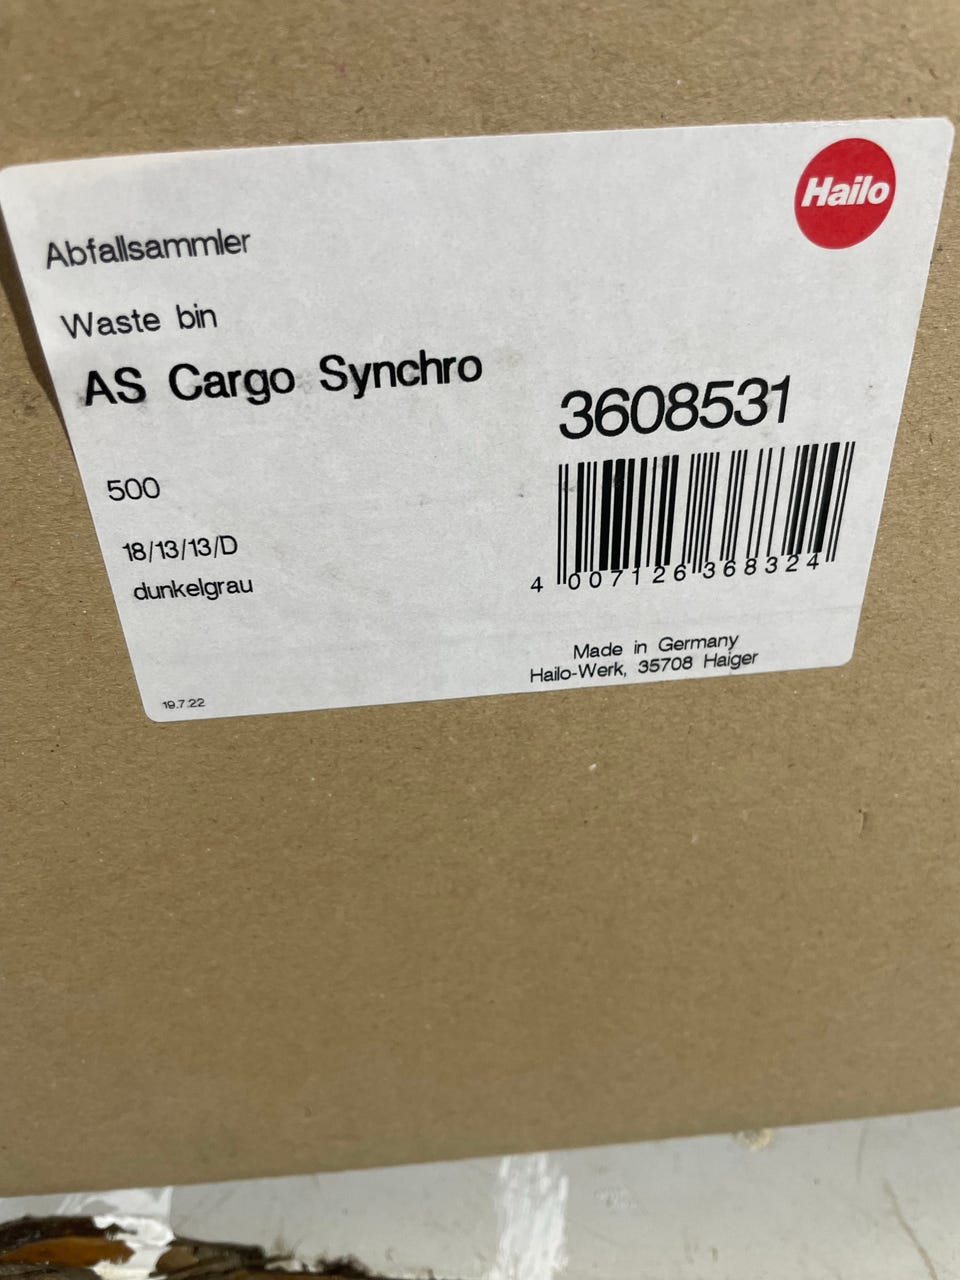 Hailo
Abfallsammler
Waste bin
AS Cargo Synchro
3608531
500
18/13/13/D
dunkelgrau
4 007126 368324
Made in Germany
Hailo-Werk, 35708 Haiger
19.7.22